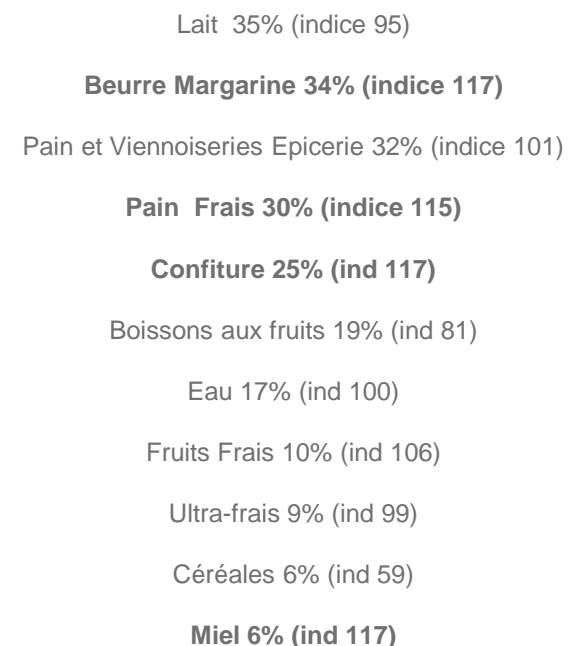 Lait 35% (indice 95)
Beurre Margarine 34% (indice 117)
Pain et Viennoiseries Epicerie 32% (indice 101)
Pain Frais 30% (indice 115)
Confiture 25% (ind 117)
Boissons aux fruits 19% (ind 81)
Eau 17% (ind 100)
Fruits Frais 10% (ind 106)
Ultra-frais 9% (ind 99)
Céréales 6% (ind 59)
Miel 6% (ind 117)